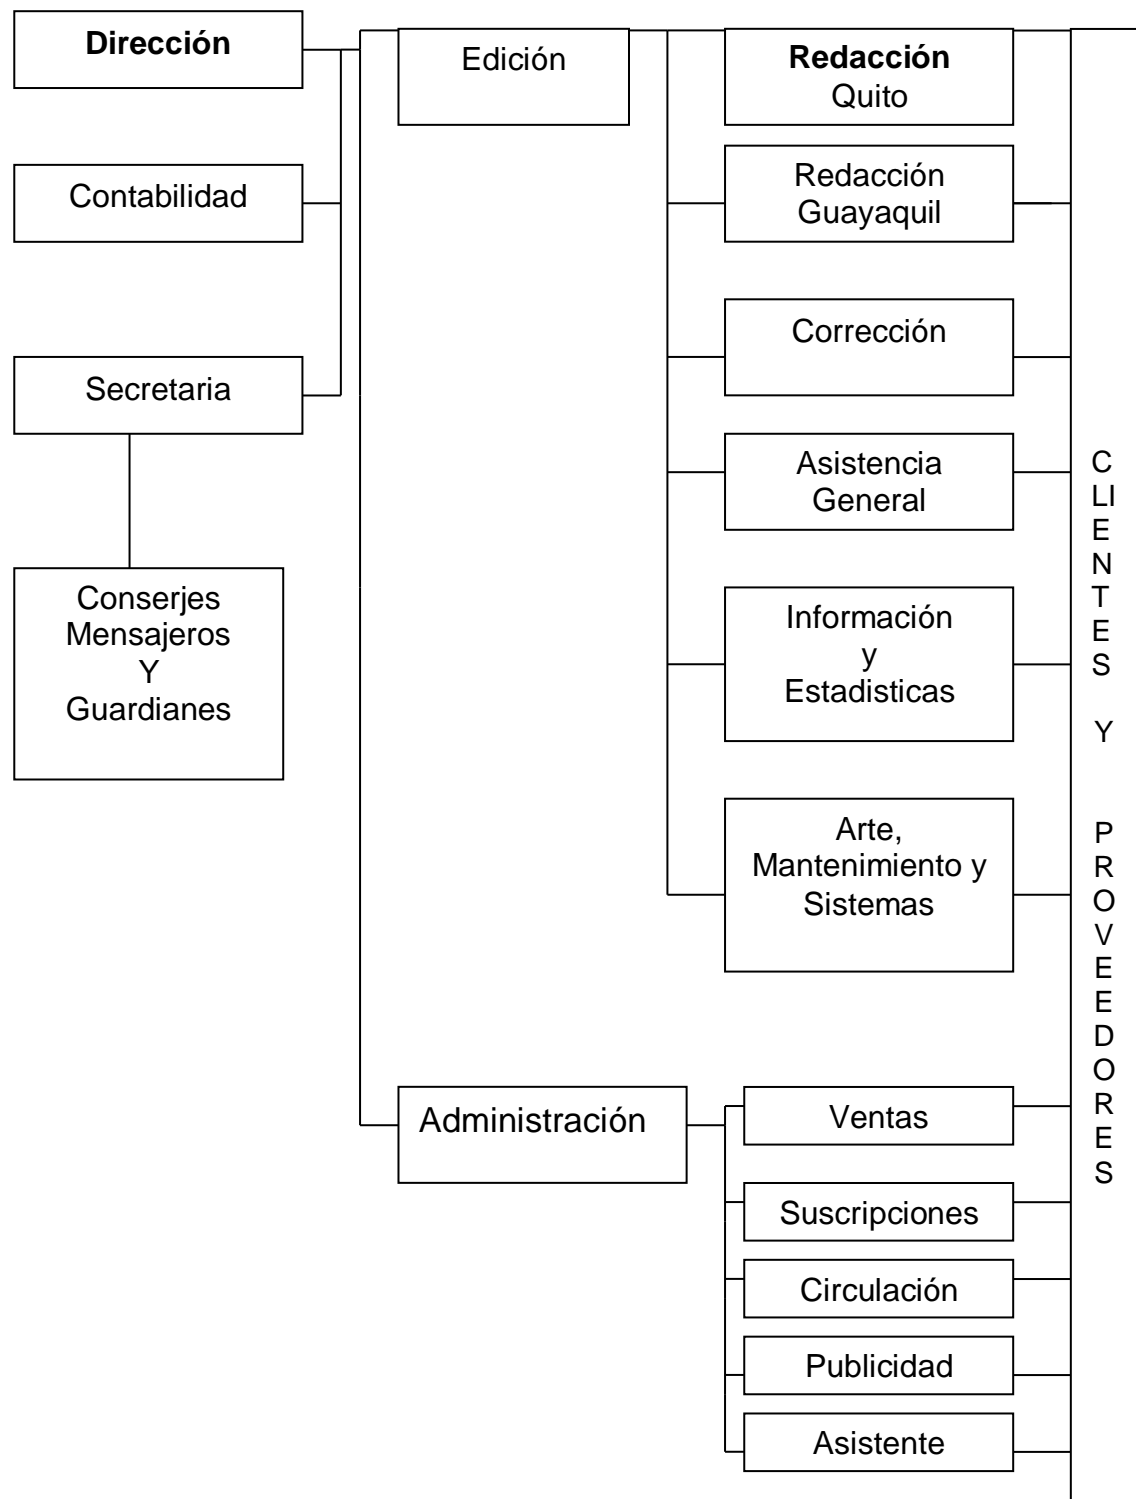 Dirección
Contabilidad
Secretaria
Conserjes
Mensajeros
Y
Guardianes
Edición
Redacción
Quito
Redacción
Guayaquil
Corrección
Asistencia
General
Información
y
Estadisticas
Arte,
Mantenimiento y
Sistemas
Administración
Ventas
Suscripciones
Circulación
Publicidad
Asistente
C
LI
E
N
T
E
S
Y
P
R
O
V
E
E
D
O
R
E
S